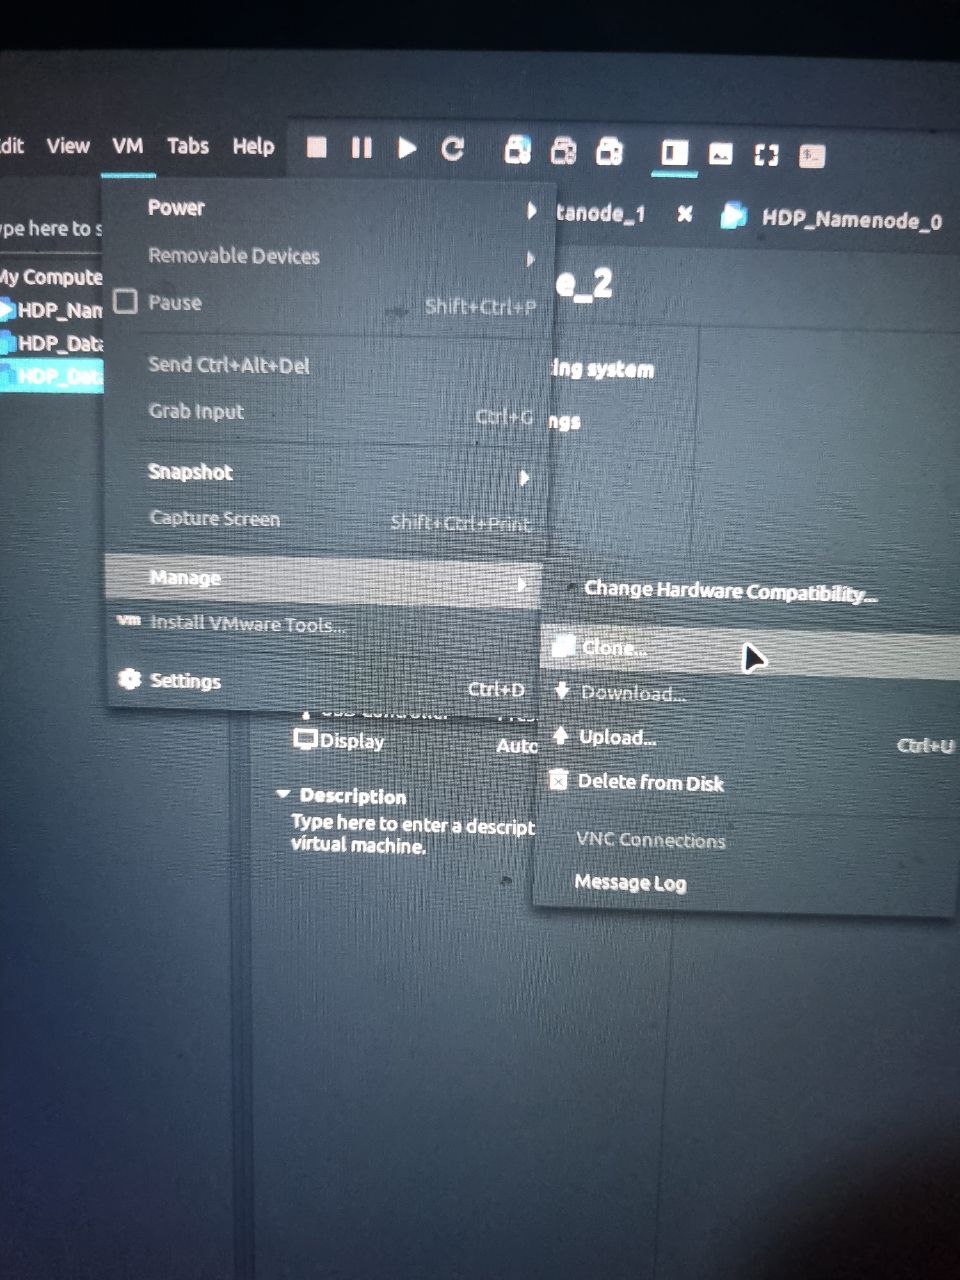 dit View VM Tabs Help
Power
tanode_1
HDP_Namenode_0
ype here to s
Removable Devices
My Compute
e_2
HDP_Nam
Pause Shift+Ctrl+P
HDP_Data
HDP_Data
Send Ctrl+Alt+Del
ing system
Grab Input Ctrl+G
ngs
Snapshot
Capture Screen Shift+Ctrl+Print
Manage
Change Hardware Compatibility...
vm Install VMware Tools...
Clone...
Settings Ctrl+D
Download...
Display Auto
Upload... Ctrl+U
Delete from Disk
Description
Type here to enter a descript
virtual machine.
VNC Connections
Message Log